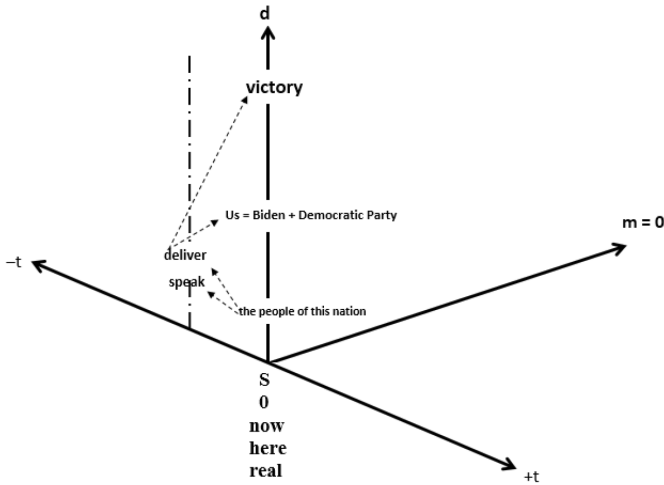 d
victory
Us = Biden + Democratic Party
m = 0
deliver
–t
speak
the people of this nation
S
0
now
here
real
+t